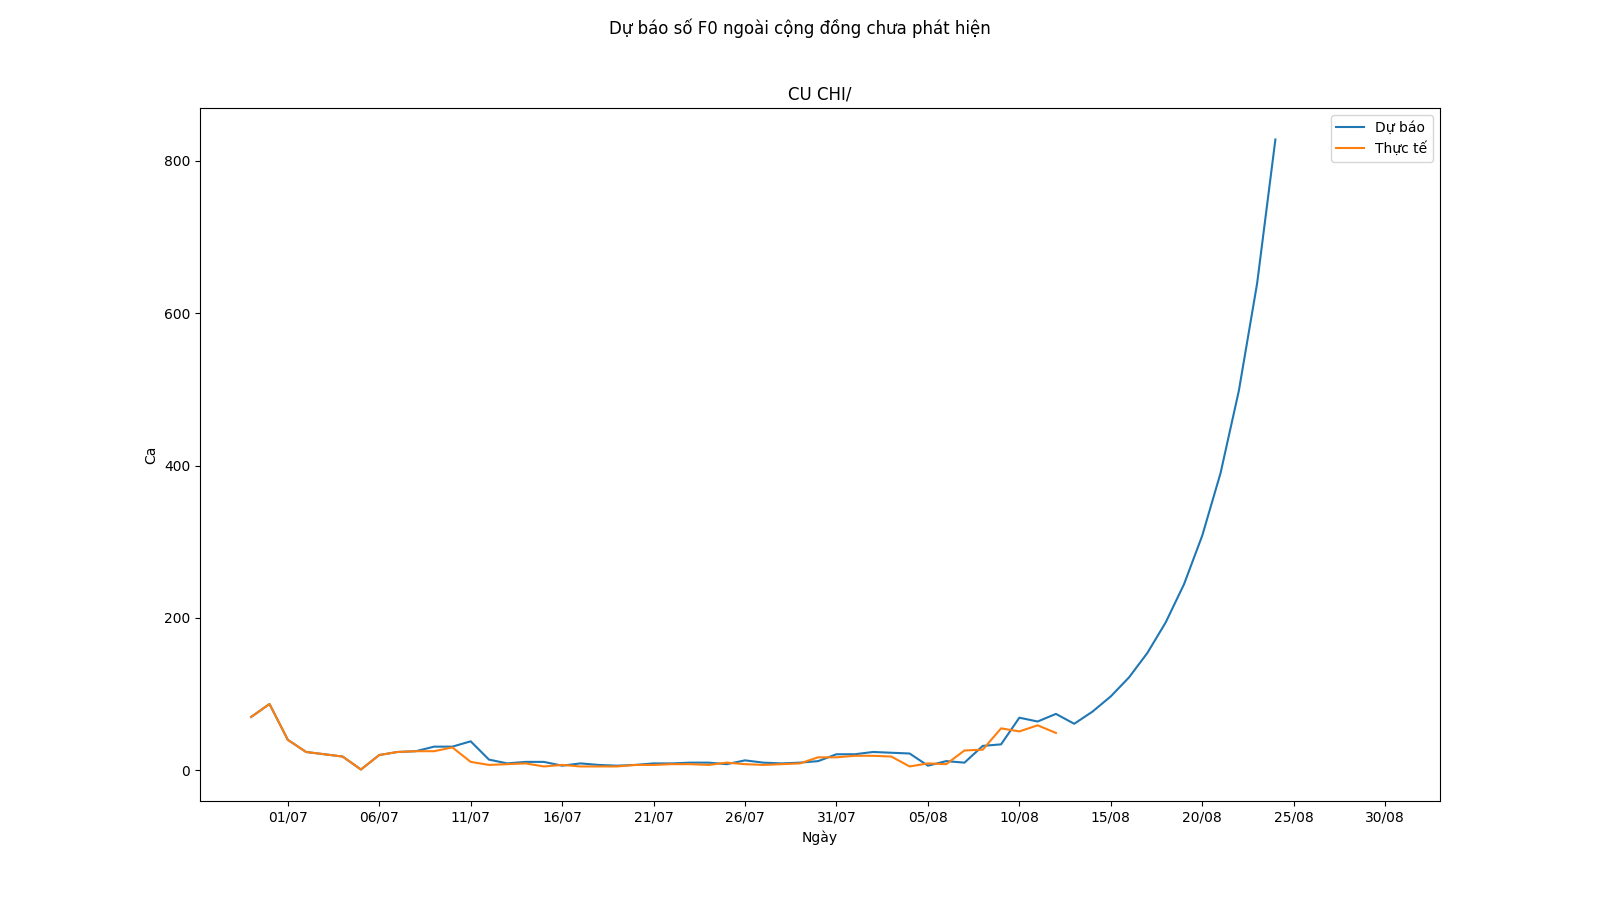 Dự báo số F0 ngoài cộng đồng chưa phát hiện
CU CHI/
Dự báo
Thực tế
800
600
400
200
0
Ca
01/07 06/07 11/07 16/07 21/07 26/07 31/07 05/08 10/08 15/08 20/08 25/08 30/08
Ngày